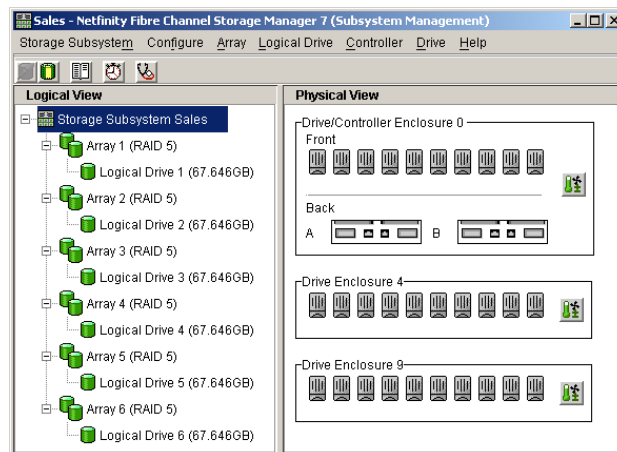 Sales - Netfinity Fibre Channel Storage Manager 7 (Subsystem Management)
Storage Subsystem Configure Array Logical Drive Controller Drive Help
Logical View
Storage Subsystem Sales
Array 1 (RAID 5)
Logical Drive 1 (67.646GB)
Array 2 (RAID 5)
Logical Drive 2 (67.646GB)
Array 3 (RAID 5)
Logical Drive 3 (67.646GB)
Array 4 (RAID 5)
Logical Drive 4 (67.646GB)
Array 5 (RAID 5)
Logical Drive 5 (67.646GB)
Array 6 (RAID 5)
Logical Drive 6 (67.646GB)
Physical View
Drive/Controller Enclosure 0
Front
Back
A B
Drive Enclosure 4
Drive Enclosure 9